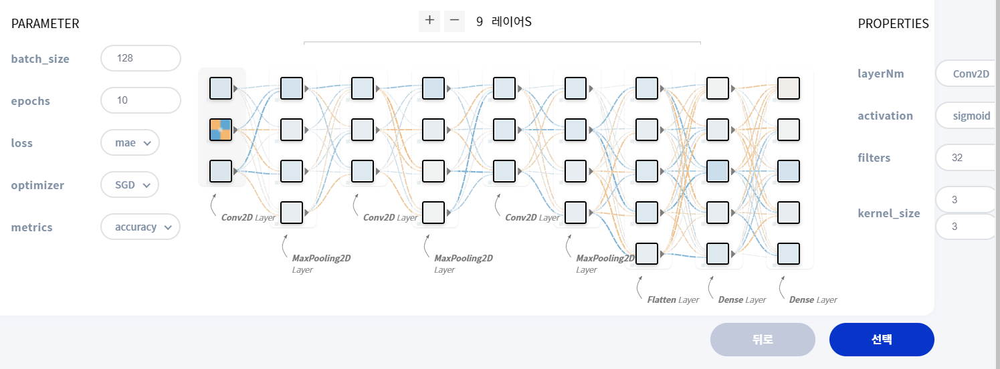 PARAMETER
batch_size 128
epochs 10
loss mae
optimizer SGD
metrics accuracy
+ − 9 레이어S
Conv2D Layer
MaxPooling2D
Layer
Conv2D Layer
MaxPooling2D
Layer
Conv2D Layer
MaxPooling2D
Layer
Flatten Layer
Dense Layer
Dense Layer
PROPERTIES
layerNm Conv2D
activation sigmoid
filters 32
kernel_size 3
3
뒤로
선택